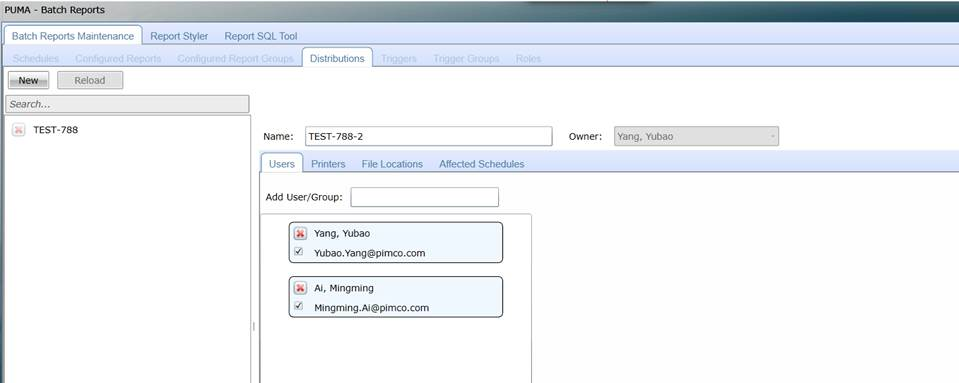 PUMA - Batch Reports
Batch Reports Maintenance Report Styler Report SQL Tool
Schedules Configured Reports Configured Report Groups Distributions Triggers Trigger Groups Roles
New Reload
Search...
TEST-788
Name: TEST-788-2 Owner: Yang, Yubao
Users Printers File Locations Affected Schedules
Add User/Group:
Yang, Yubao
Yubao.Yang@pimco.com
Ai, Mingming
Mingming.Ai@pimco.com